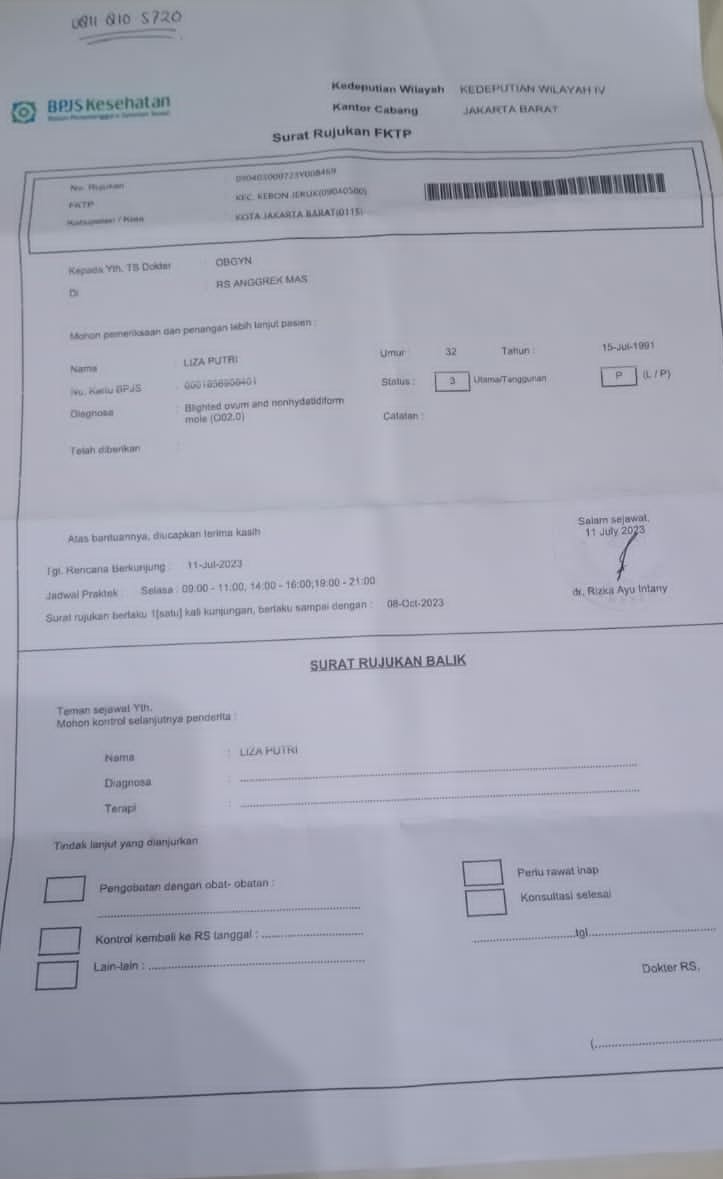 0811 910 5720
BPJS Kesehatan
Badan Penyelenggara Jaminan Sosial
Kedeputian Wilayah KEDEPUTIAN WILAYAH IV
Kantor Cabang JAKARTA BARAT
Surat Rujukan FKTP
No. Rujukan : 090403000723Y008469
FKTP : KEC. KEBON JERUK(09040300)
Kabupaten / Kota : KOTA JAKARTA BARAT(0115)
Kepada Yth. TS Dokter : OBGYN
Di : RS ANGGREK MAS
Mohon pemeriksaan dan penangan lebih lanjut pasien :
Nama : LIZA PUTRI Umur : 32 Tahun : 15-Jul-1991
No. Kartu BPJS : Status : 3 Utama/Tanggungan P (L / P)
Diagnosa : Blighted ovum and nonhydatidiform
mole (O02.0) Catatan :
Telah diberikan :
Atas bantuannya, diucapkan terima kasih
Salam sejawat,
11 July 2023
Tgl. Rencana Berkunjung : 11-Jul-2023
Jadwal Praktek : Selasa : 09:00 - 11:00, 14:00 - 16:00;19:00 - 21:00
dr. Rizka Ayu Intany
Surat rujukan berlaku 1[satu] kali kunjungan, berlaku sampai dengan : 08-Oct-2023
SURAT RUJUKAN BALIK
Teman sejawat Yth.
Mohon kontrol selanjutnya penderita :
Nama : LIZA PUTRI
Diagnosa :
Terapi :
Tindak lanjut yang dianjurkan
Pengobatan dengan obat- obatan :
Perlu rawat inap
Konsultasi selesai
Kontrol kembali ke RS tanggal :
tgl
Lain-lain :
Dokter RS,
(